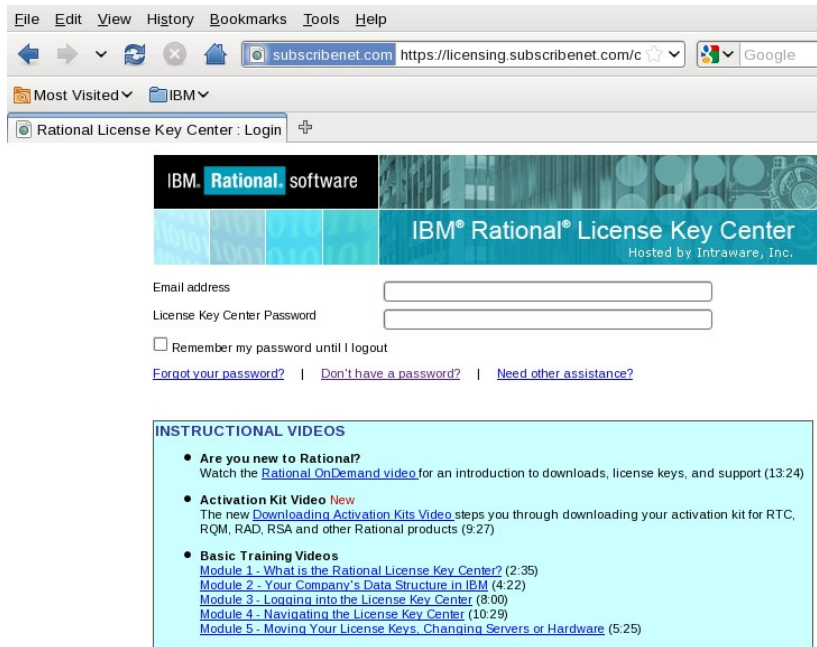 File Edit View History Bookmarks Tools Help
subscribenet.com https://licensing.subscribenet.com/c Google
Most Visited IBM
Rational License Key Center : Login
IBM. Rational. software
IBM® Rational® License Key Center
Hosted by Intraware, Inc.
Email address
License Key Center Password
Remember my password until I logout
Forgot your password? | Don't have a password? | Need other assistance?
INSTRUCTIONAL VIDEOS
Are you new to Rational?
Watch the Rational OnDemand video for an introduction to downloads, license keys, and support (13:24)
Activation Kit Video New
The new Downloading Activation Kits Video steps you through downloading your activation kit for RTC,
RQM, RAD, RSA and other Rational products (9:27)
Basic Training Videos
Module 1 - What is the Rational License Key Center? (2:35)
Module 2 - Your Company's Data Structure in IBM (4:22)
Module 3 - Logging into the License Key Center (8:00)
Module 4 - Navigating the License Key Center (10:29)
Module 5 - Moving Your License Keys, Changing Servers or Hardware (5:25)